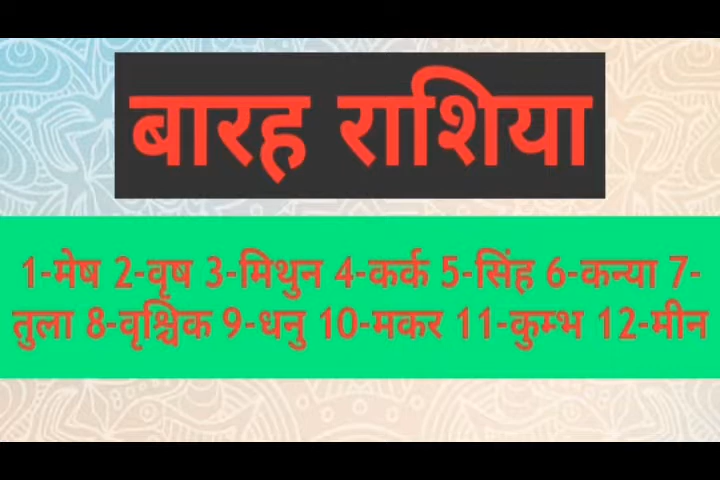 बारह राशिया
1-मेष 2-वृष 3-मिथुन 4-कर्क 5-सिंह 6-कन्या 7-
तुला 8-वृश्चिक 9-धनु 10-मकर 11-कुम्भ 12-मीन